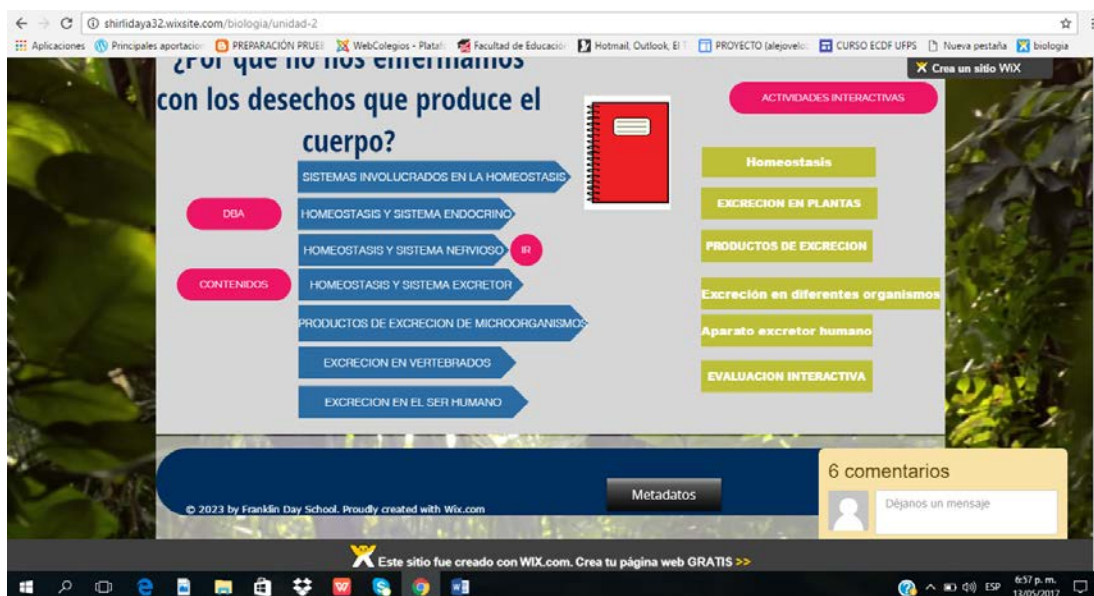 shirlidaya32.wixsite.com/biologia/unidad-2
Aplicaciones Principales aportacion PREPARACIÓN PRUEE WebColegios - Plataf Facultad de Educació Hotmail, Outlook, El PROYECTO (alejovelo CURSO ECDF UFPS Nueva pestaña biologia
¿Por qué no nos enfermamos
con los desechos que produce el
cuerpo?
Crea un sitio WiX
ACTIVIDADES INTERACTIVAS
SISTEMAS INVOLUCRADOS EN LA HOMEOSTASIS
DBA
HOMEOSTASIS Y SISTEMA ENDOCRINO
HOMEOSTASIS Y SISTEMA NERVIOSO
IR
CONTENIDOS
HOMEOSTASIS Y SISTEMA EXCRETOR
PRODUCTOS DE EXCRECION DE MICROORGANISMOS
EXCRECION EN VERTEBRADOS
EXCRECION EN EL SER HUMANO
Homeostasis
EXCRECION EN PLANTAS
PRODUCTOS DE EXCRECION
Excreción en diferentes organismos
Aparato excretor humano
EVALUACION INTERACTIVA
© 2023 by Franklin Day School. Proudly created with Wix.com
Metadatos
6 comentarios
Déjanos un mensaje
Este sitio fue creado con WIX.com. Crea tu página web GRATIS >>
ESP
6:57 p. m.
13/05/2017